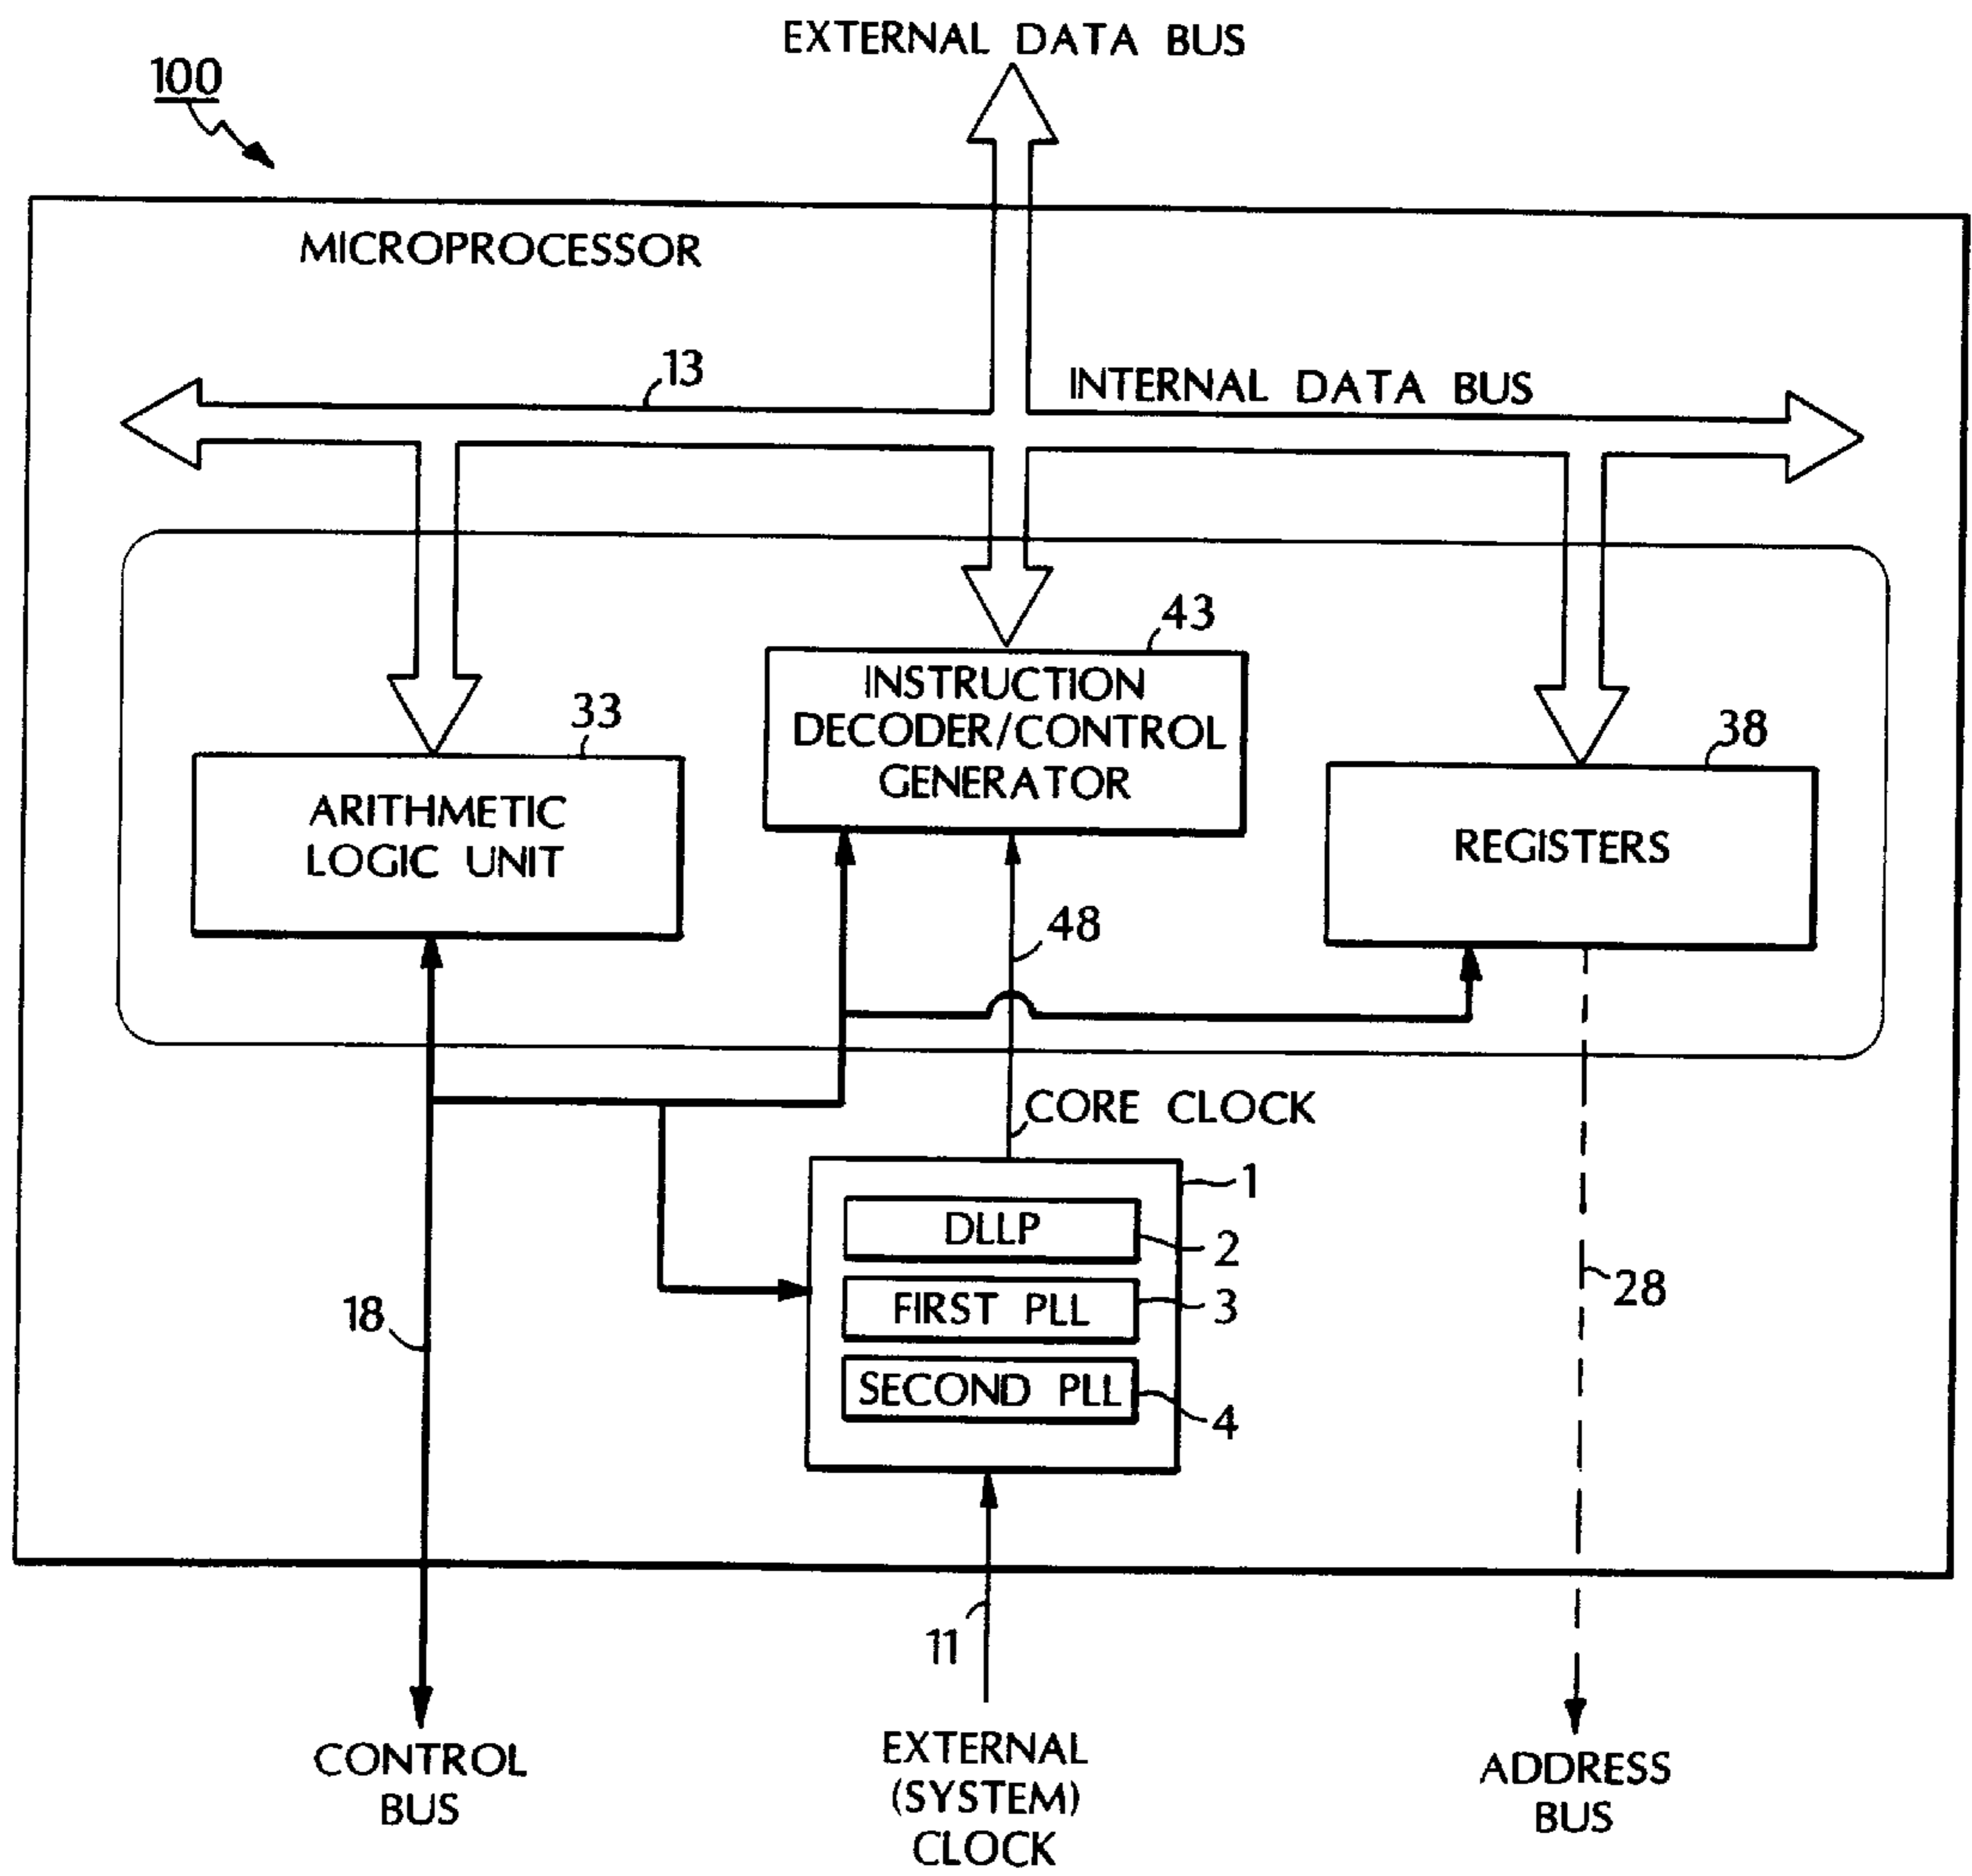 EXTERNAL DATA BUS
100
MICROPROCESSOR
13
INTERNAL DATA BUS
43
INSTRUCTION
DECODER/CONTROL
GENERATOR
33
ARITHMETIC
LOGIC UNIT
38
REGISTERS
48
CORE CLOCK
1
DLLP
2
FIRST PLL
3
SECOND PLL
4
18
28
11
CONTROL
BUS
EXTERNAL
(SYSTEM)
CLOCK
ADDRESS
BUS